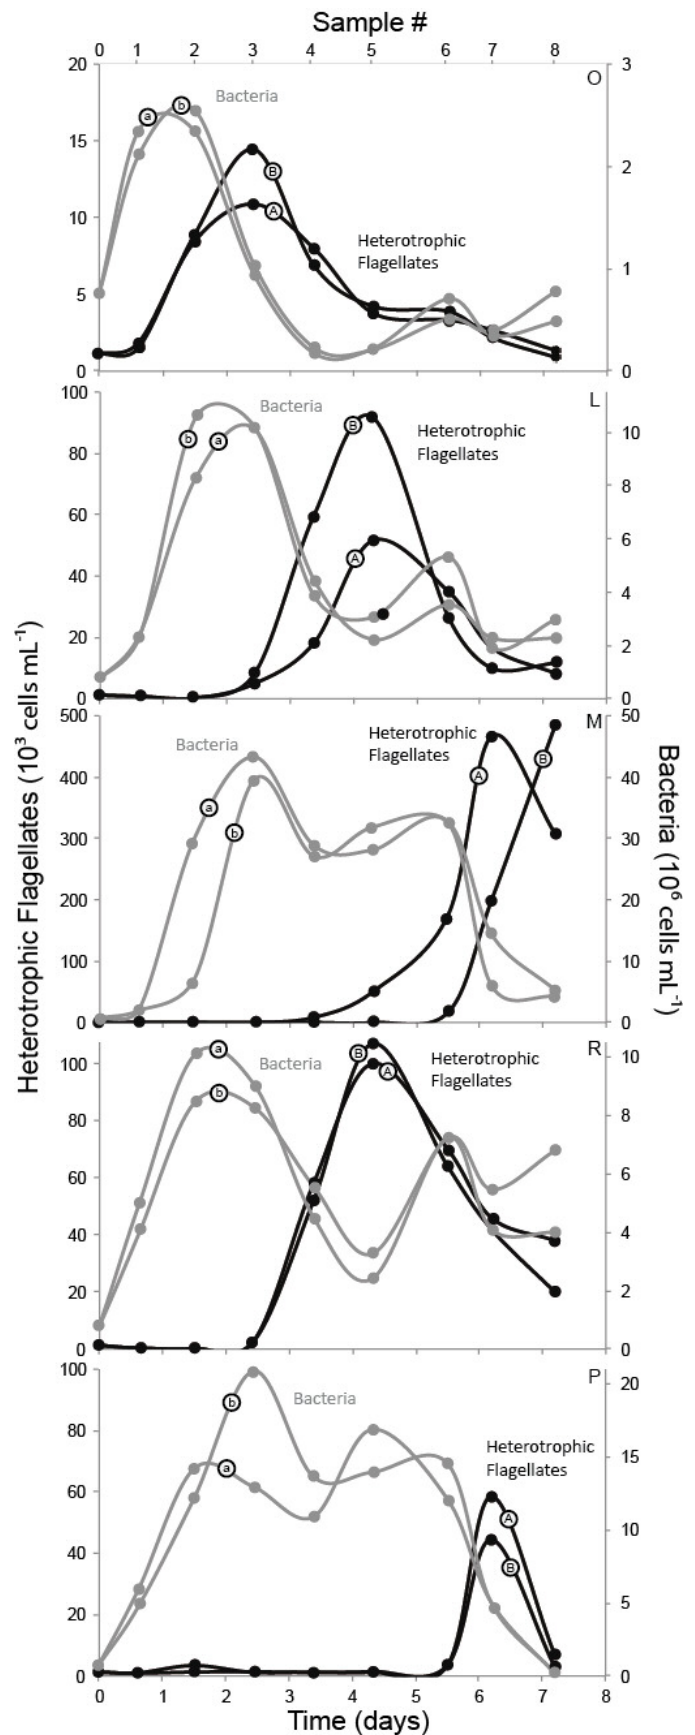 Sample #
0 1 2 3 4 5 6 7 8
20 3
O
Bacteria
a b
15
2
B
A
10
Heterotrophic
Flagellates
1
5
0 0
100
L
Bacteria
10
b a
B
Heterotrophic
Flagellates
80
8
60
6
A
40
4
20
2
0 0
500 50
M
Bacteria
Heterotrophic
Flagellates
B
400 40
A
a
b
300 30
200 20
100 10
0 0
Heterotrophic Flagellates (10³ cells mL⁻¹)
Bacteria (10⁶ cells mL⁻¹)
R
10
a
Bacteria
B
A
Heterotrophic
Flagellates
100
b
8
80
6
60
4
40
2
20
0 0
100
P
20
b
Bacteria
80
Heterotrophic
Flagellates
15
a
60
A
10
40
B
5
20
0 0
0 1 2 3 4 5 6 7 8
Time (days)